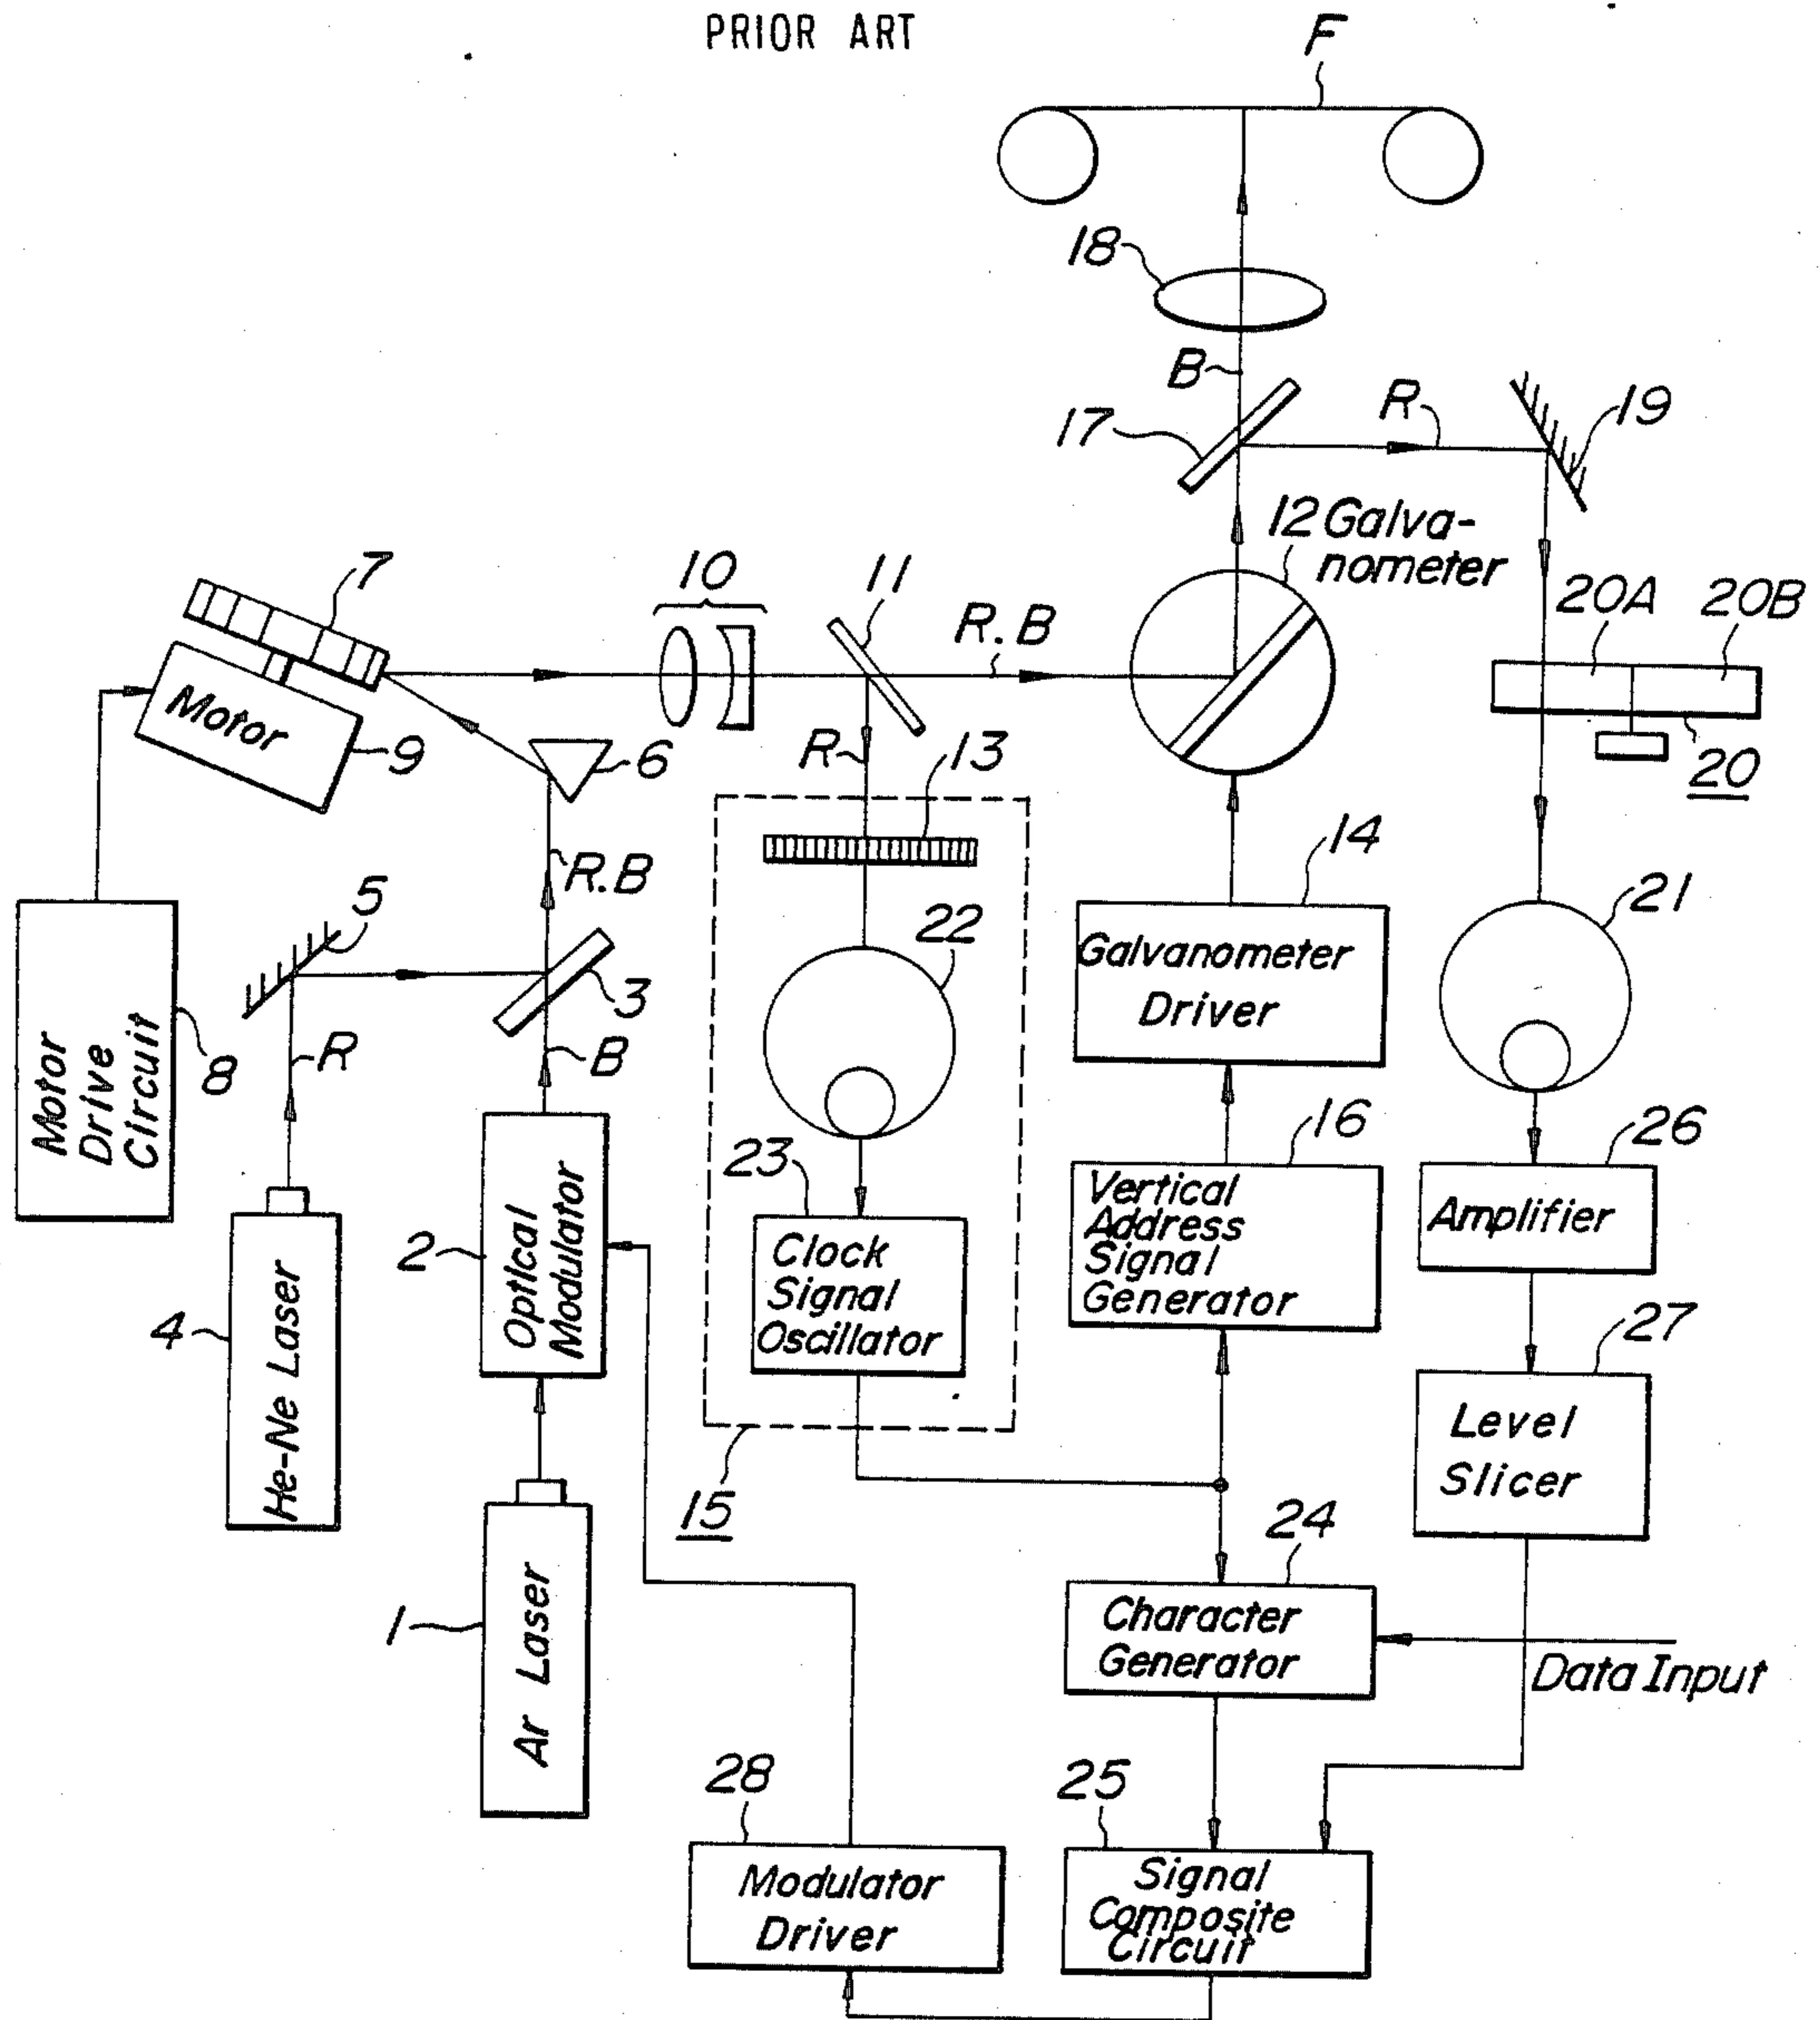 PRIOR ART
F
18
B
17
R
19
12 Galva-
nometer
7
10
11
R.B
20A
20B
Motor
9
6
R
13
20
14
R.B
5
22
21
Galvanometer
Driver
3
Motor
Drive
Circuit
8
R
B
16
26
23
Vertical
Address
Signal
Generator
Amplifier
2
Optical
Modulator
Clock
Signal
Oscillator
4
He-Ne Laser
27
Level
Slicer
15
24
1
Ar Laser
Character
Generator
Data Input
28
25
Modulator
Driver
Signal
Composite
Circuit